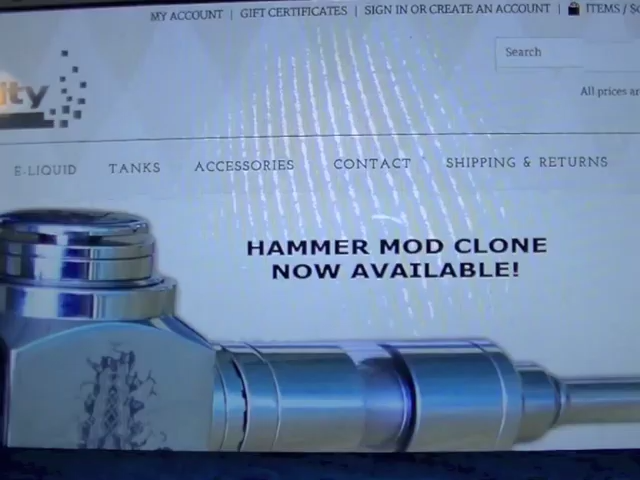 MY ACCOUNT | GIFT CERTIFICATES | SIGN IN OR CREATE AN ACCOUNT | ITEMS /
Search
ity
All prices
E-LIQUID TANKS ACCESSORIES CONTACT SHIPPING & RETURNS
HAMMER MOD CLONE
NOW AVAILABLE!